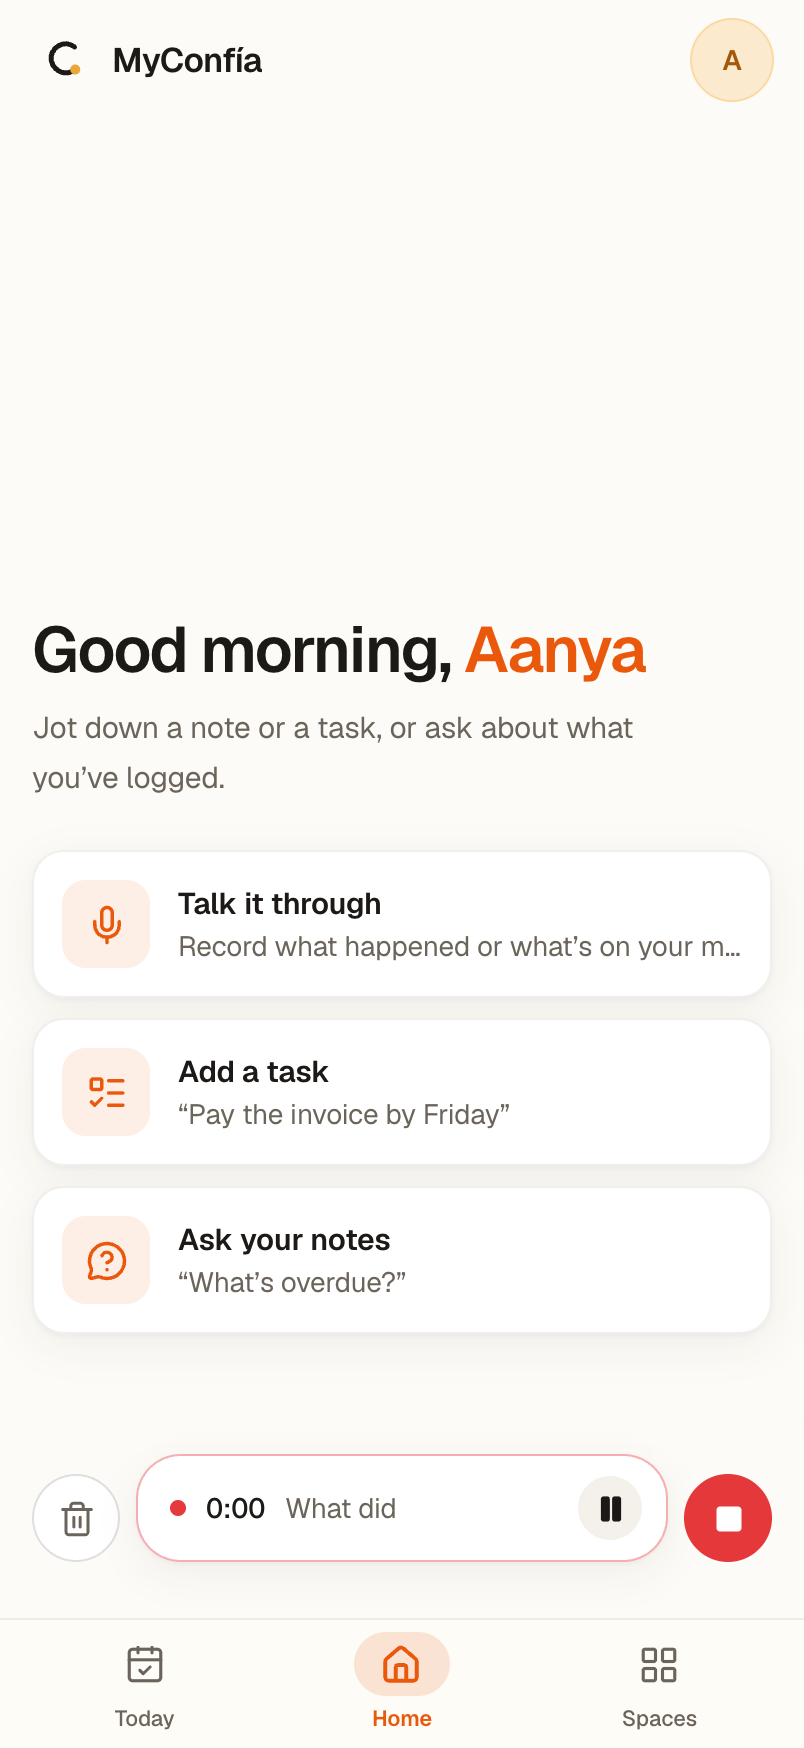 MyConfía
A
Good morning, Aanya
Jot down a note or a task, or ask about what
you’ve logged.
Talk it through
Record what happened or what’s on your m...
Add a task
“Pay the invoice by Friday”
Ask your notes
“What’s overdue?”
0:00 What did
Today
Home
Spaces